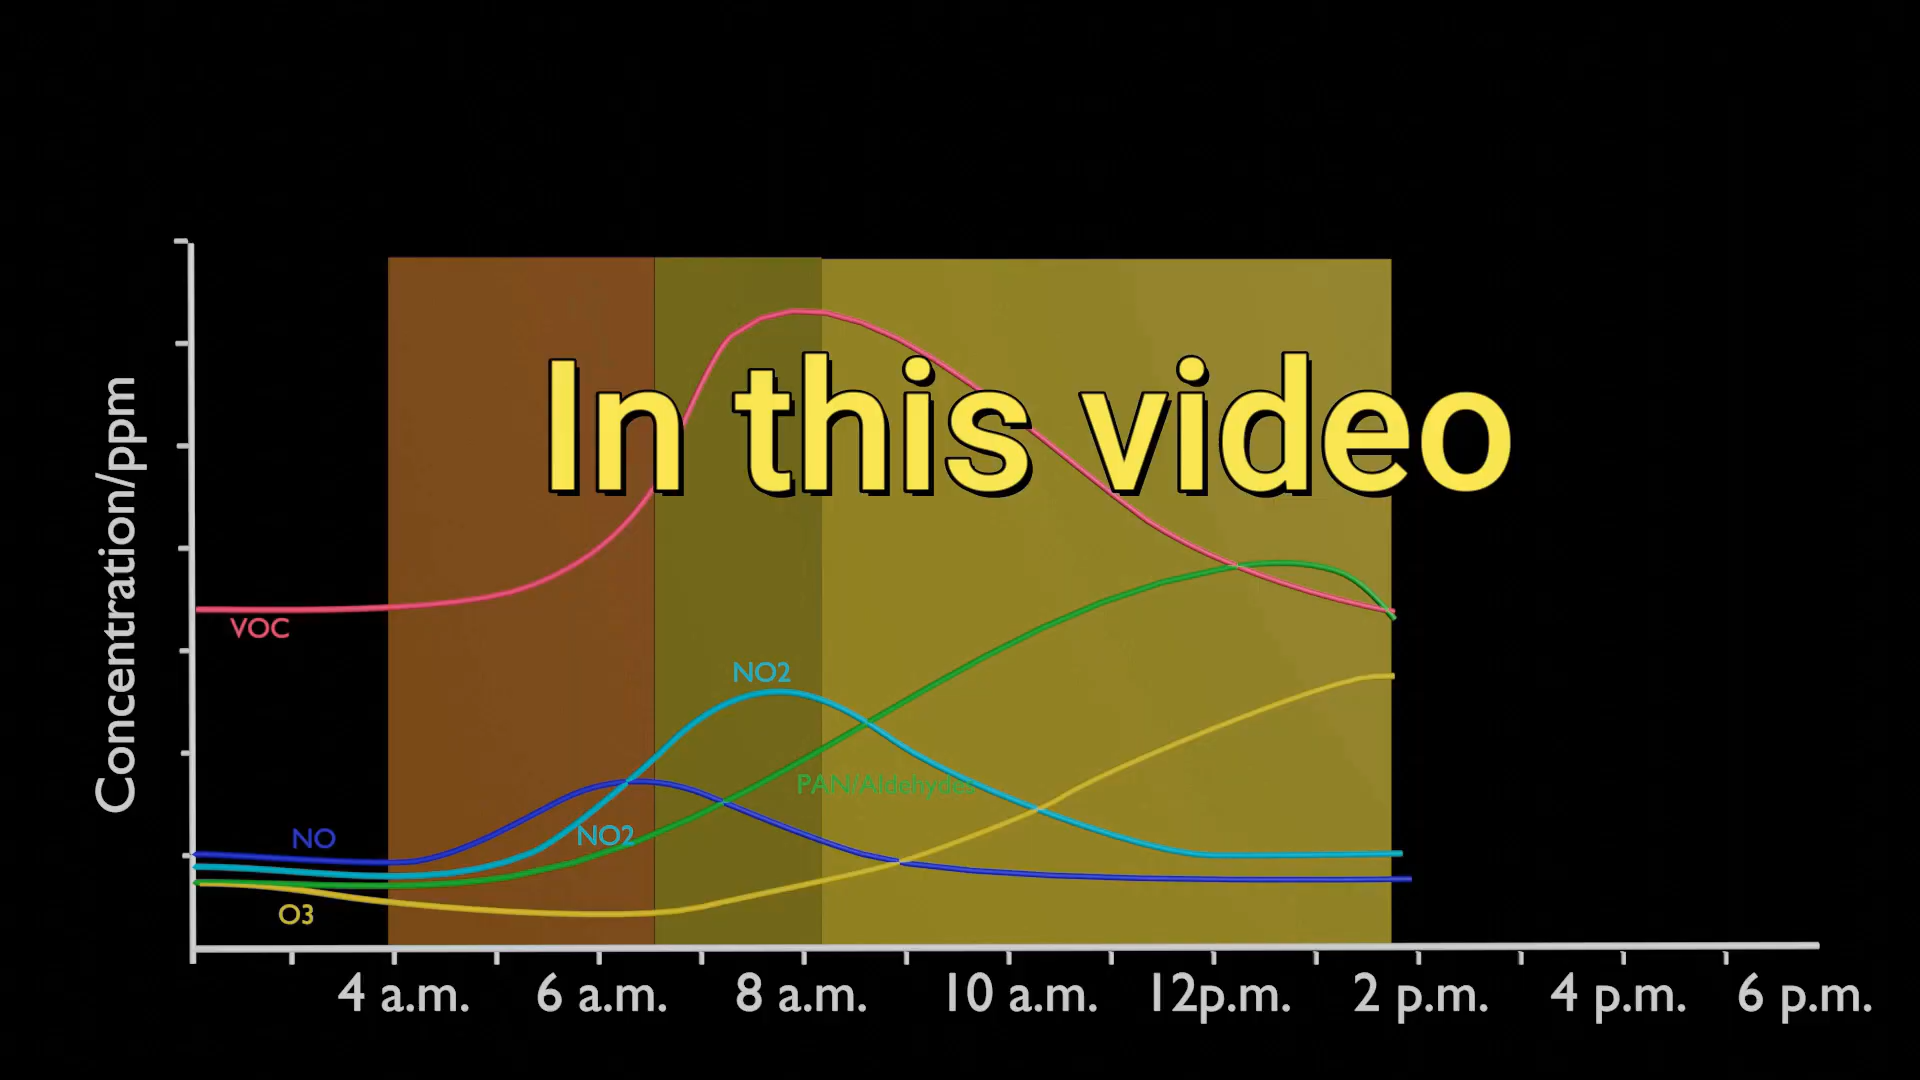 In this video
Concentration/ppm
VOC
NO2
PAN/Aldehydes
NO
NO2
O3
4 a.m. 6 a.m. 8 a.m. 10 a.m. 12p.m. 2 p.m. 4 p.m. 6 p.m.